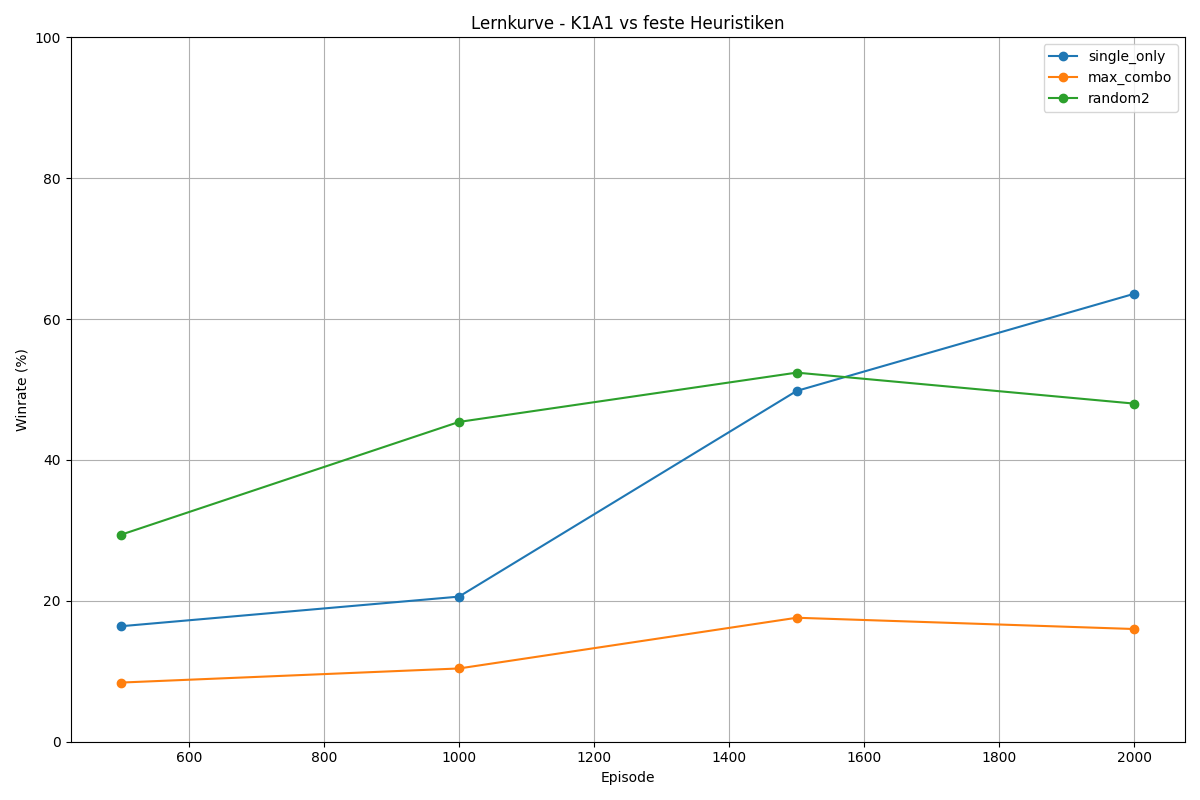 Lernkurve - K1A1 vs feste Heuristiken
100
80
60
40
20
0
Winrate (%)
single_only
max_combo
random2
600 800 1000 1200 1400 1600 1800 2000
Episode